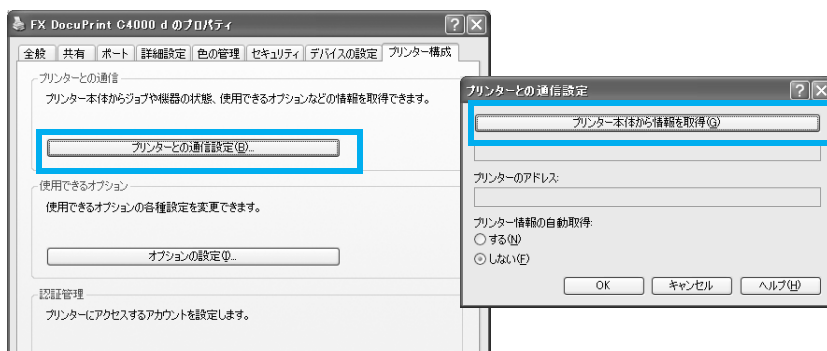 FX DocuPrint C4000 d のプロパティ
全般 共有 ポート 詳細設定 色の管理 セキュリティ デバイスの設定 プリンター構成
プリンターとの通信
プリンター本体からジョブや機器の状態、使用できるオプションなどの情報を取得できます。
プリンターとの通信設定(B)...
使用できるオプション
使用できるオプションの各種設定を変更できます。
オプションの設定(I)...
認証管理
プリンターにアクセスするアカウントを設定します。
プリンターとの通信設定
プリンター本体から情報を取得(G)
プリンターのアドレス:
プリンター情報の自動取得:
する(N)
しない(F)
OK キャンセル ヘルプ(H)